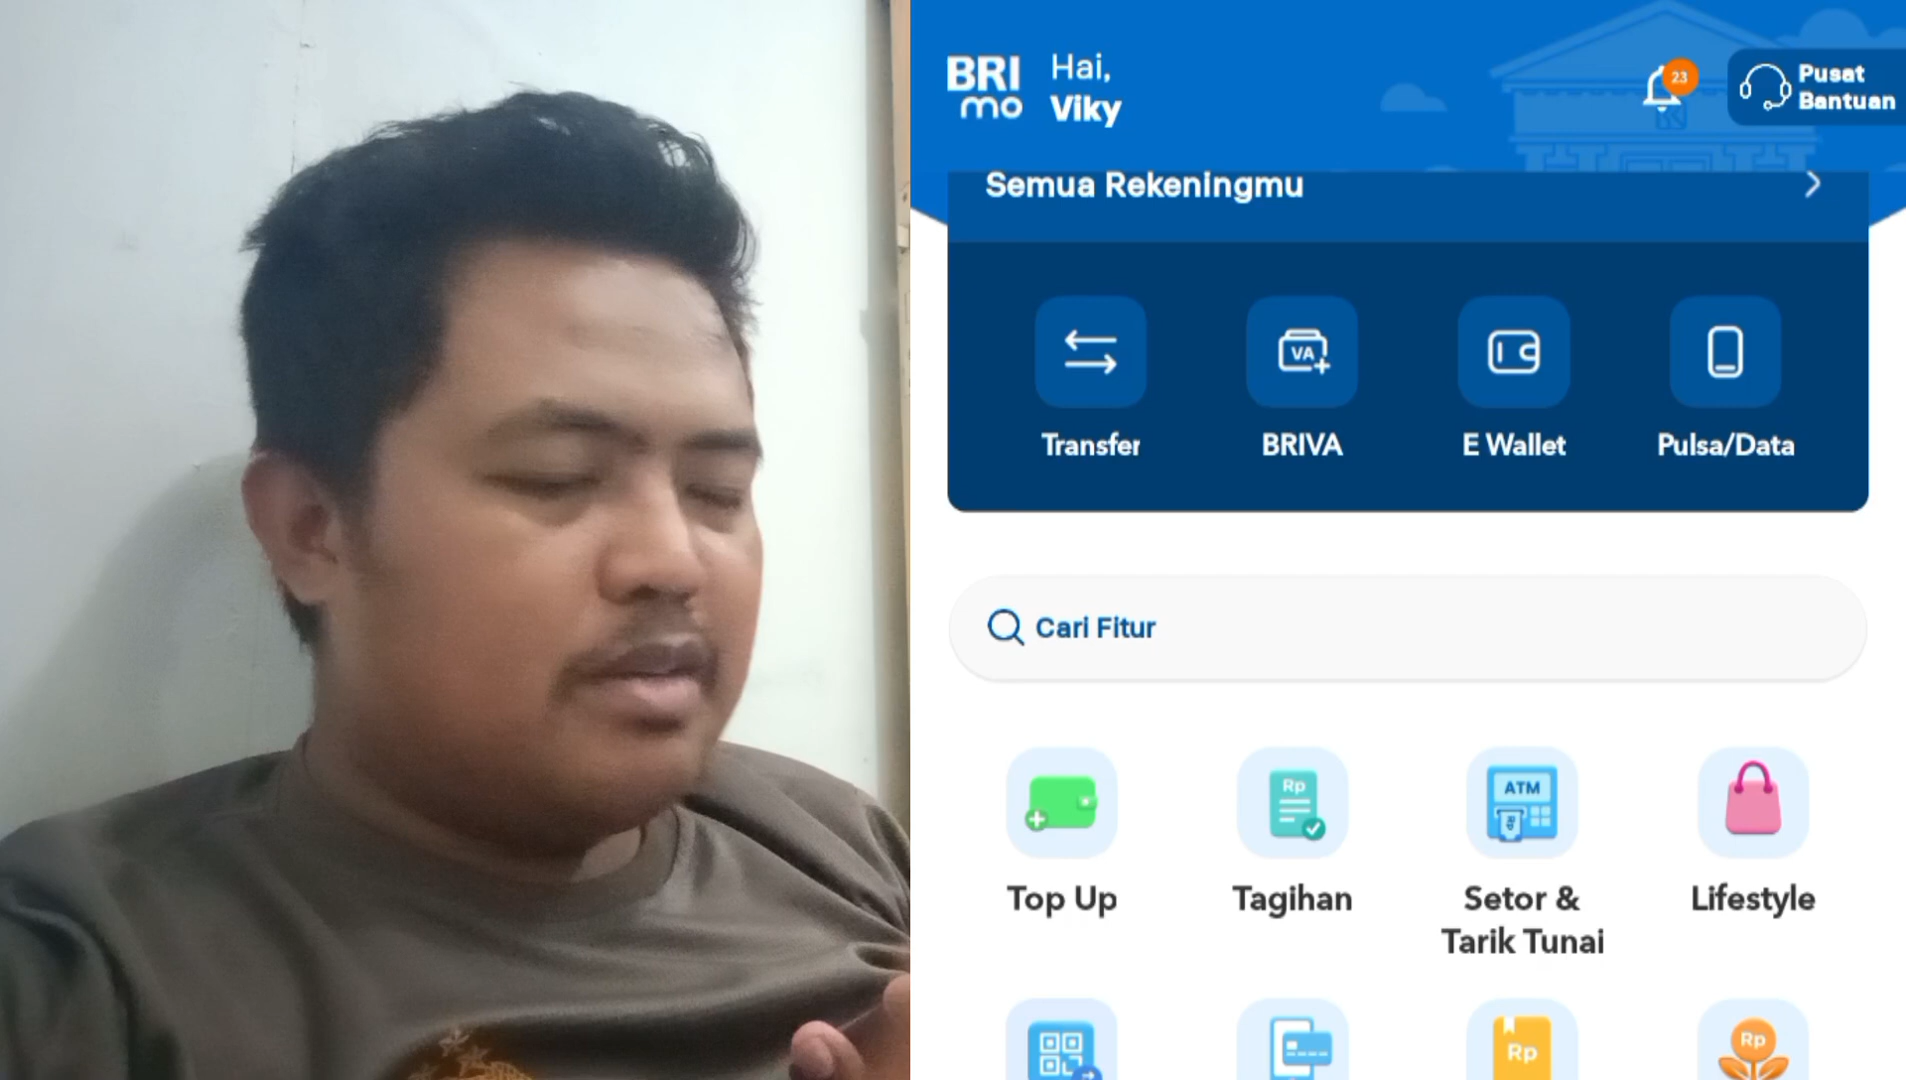 BRI
mo
Hai,
Viky
23
Pusat
Bantuan
Semua Rekeningmu
VA
Transfer
BRIVA
E Wallet
Pulsa/Data
Cari Fitur
Rp
ATM
Top Up
Tagihan
Setor &
Tarik Tunai
Lifestyle
Rp
Rp